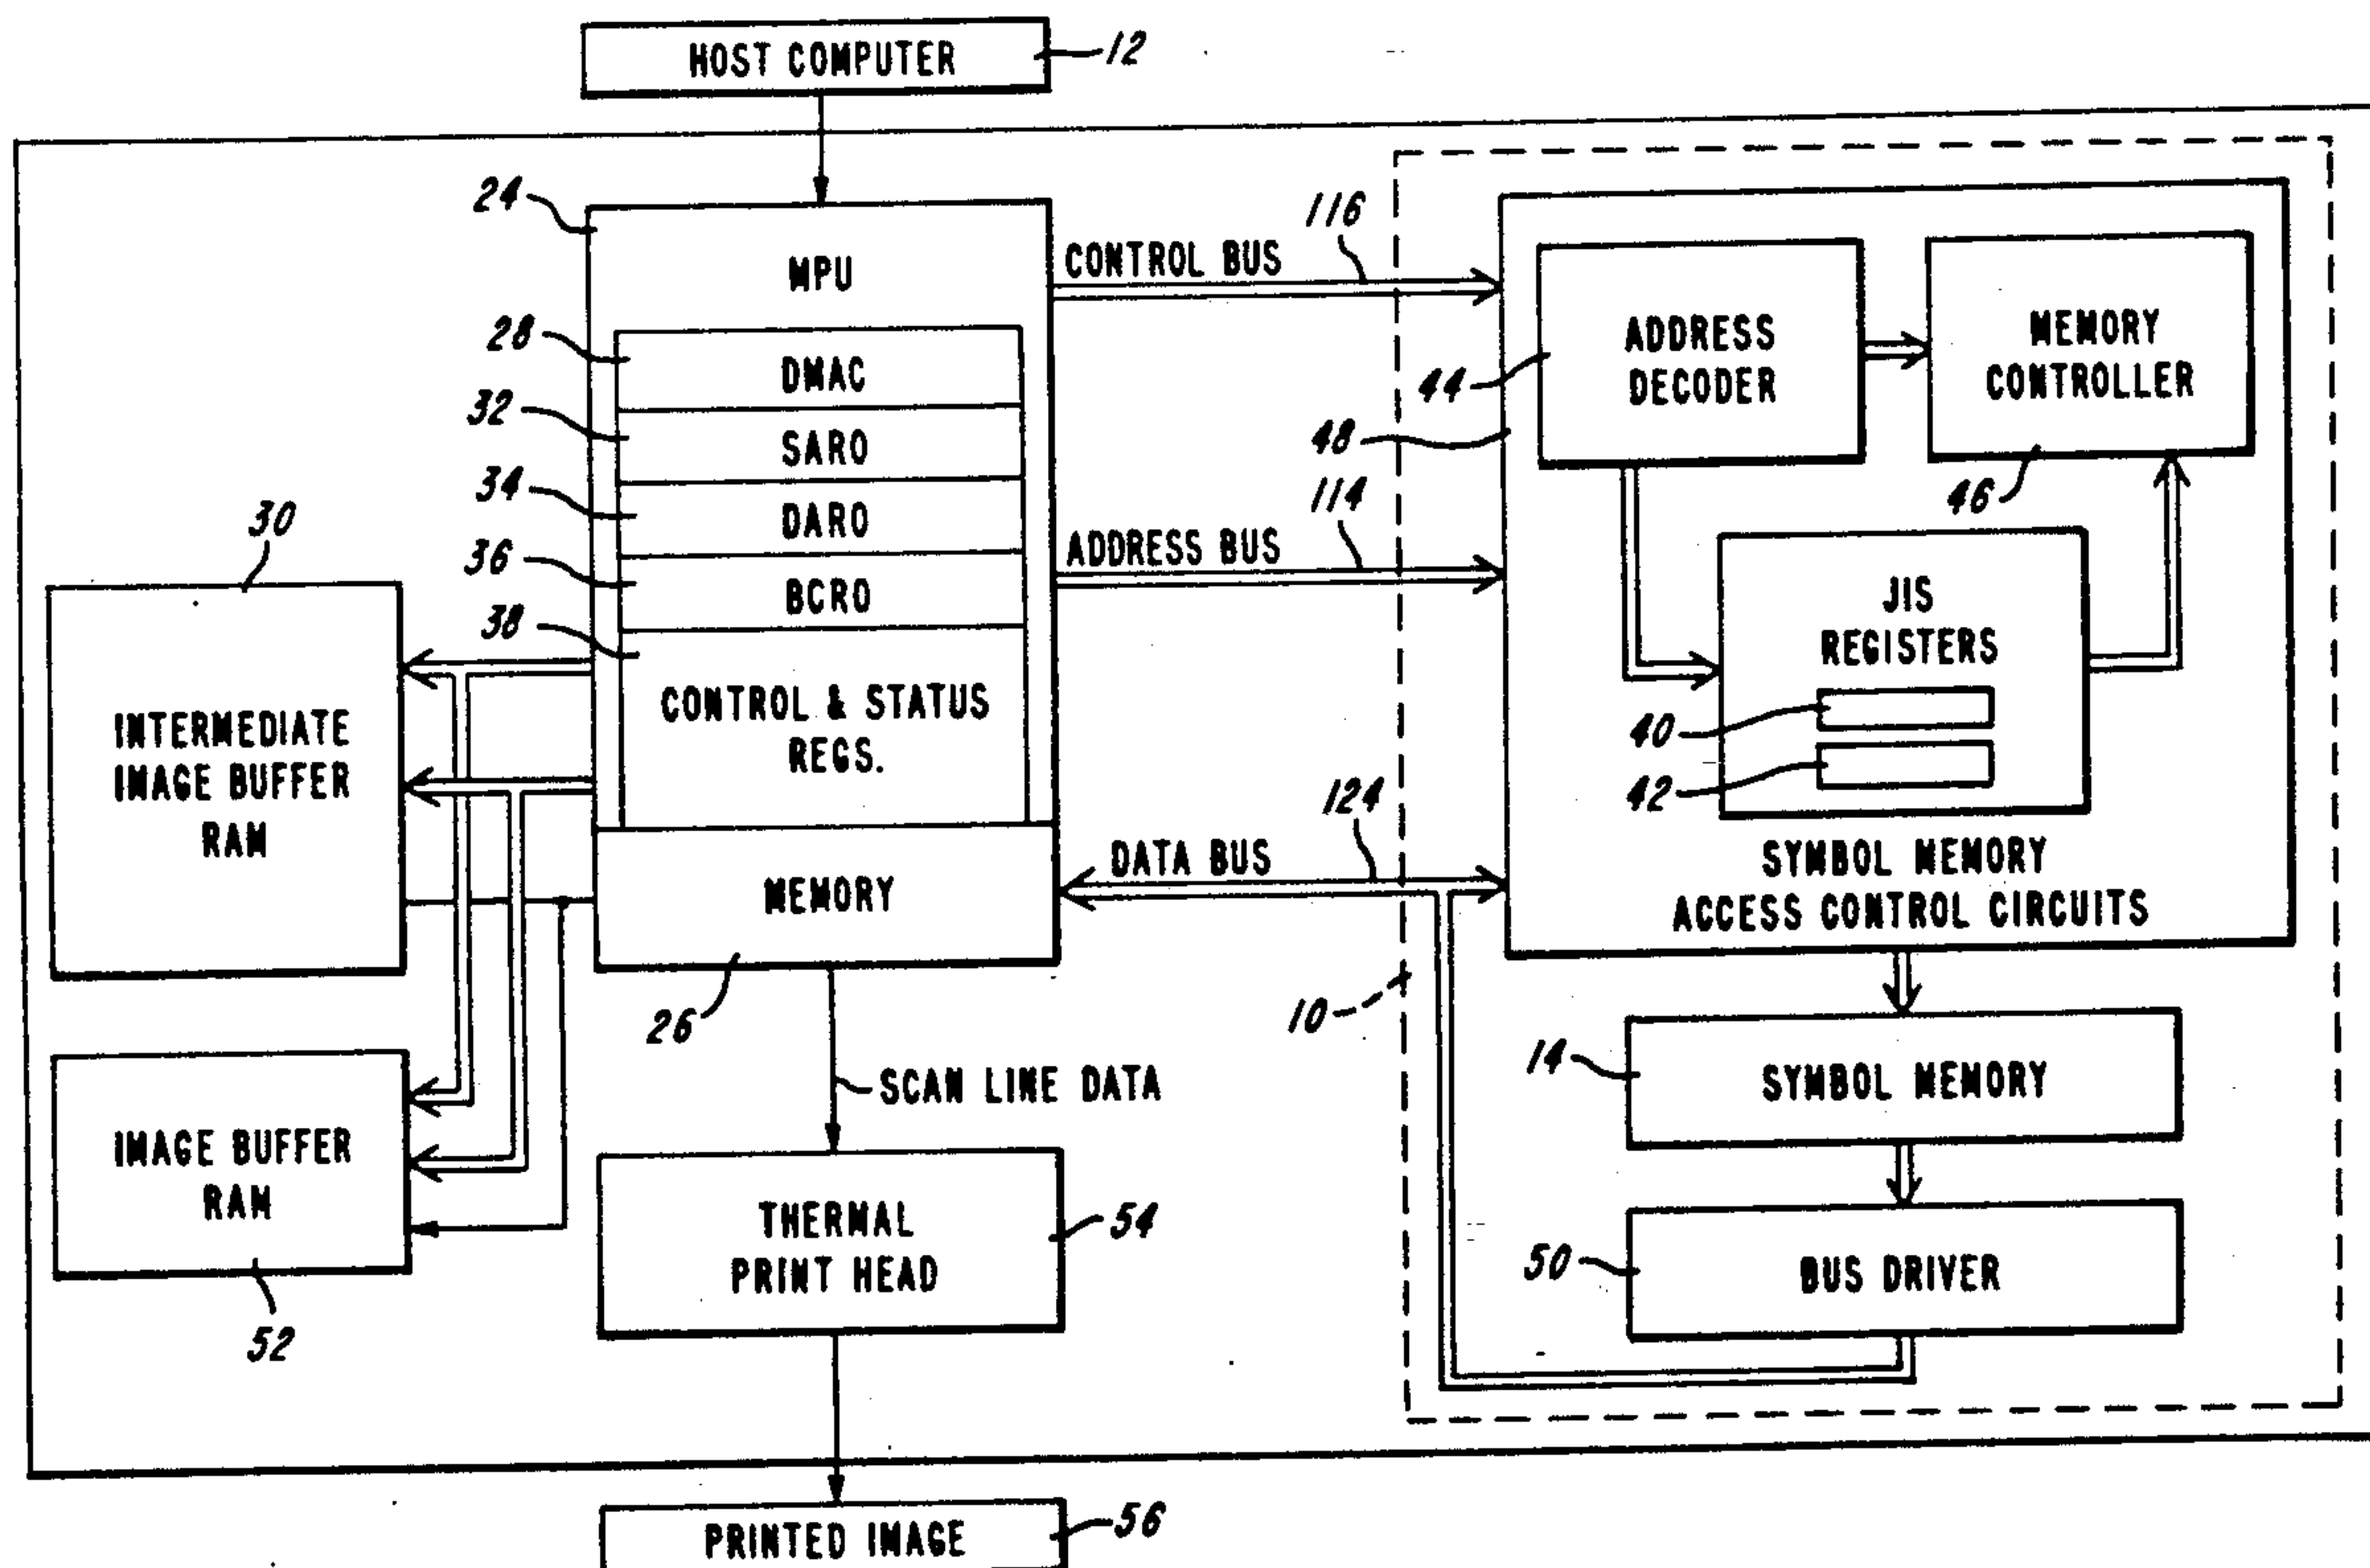 HOST COMPUTER
12
24
MPU
CONTROL BUS
116
28
DMAC
32
SARO
34
DARO
36
BCRO
38
CONTROL & STATUS
REGS.
MEMORY
26
ADDRESS BUS
114
DATA BUS
124
44
ADDRESS
DECODER
MEMORY
CONTROLLER
46
48
JIS
REGISTERS
40
42
SYMBOL MEMORY
ACCESS CONTROL CIRCUITS
30
INTERMEDIATE
IMAGE BUFFER
RAM
IMAGE BUFFER
RAM
52
SCAN LINE DATA
THERMAL
PRINT HEAD
54
10
14
SYMBOL MEMORY
50
BUS DRIVER
PRINTED IMAGE
56